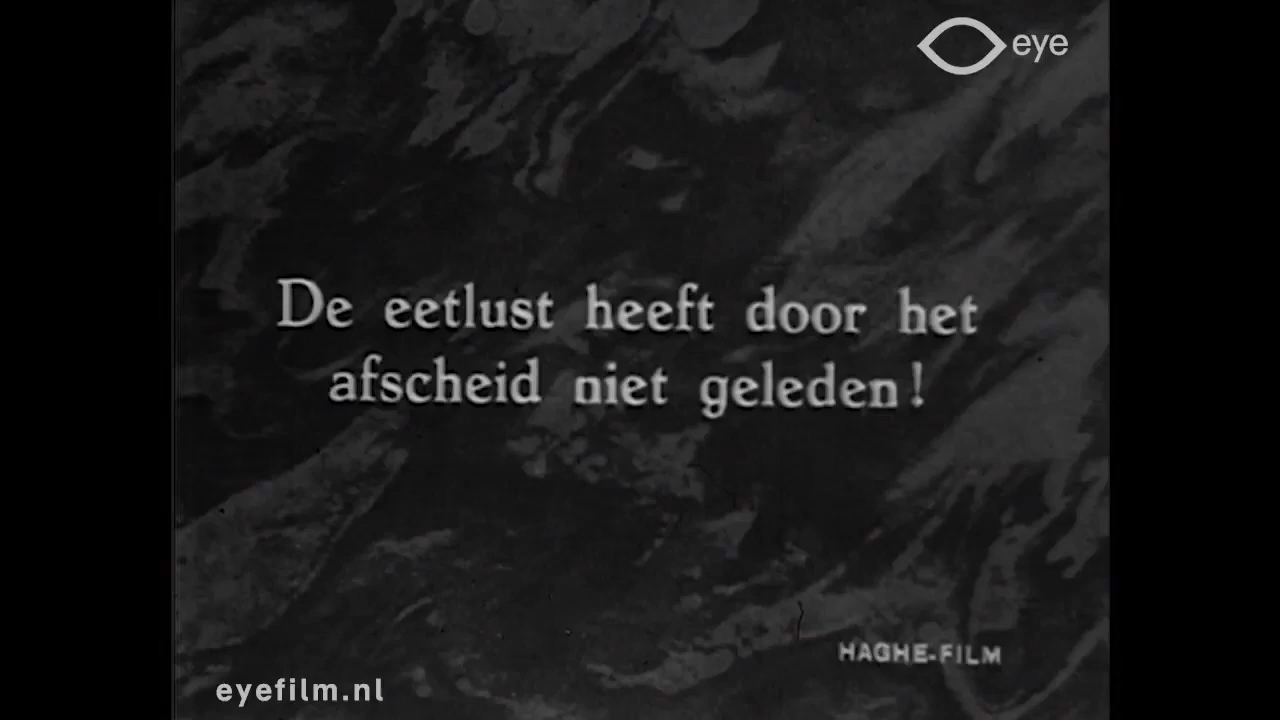 eye
De eetlust heeft door het
afscheid niet geleden!
HAGHE-FILM
eyefilm.nl